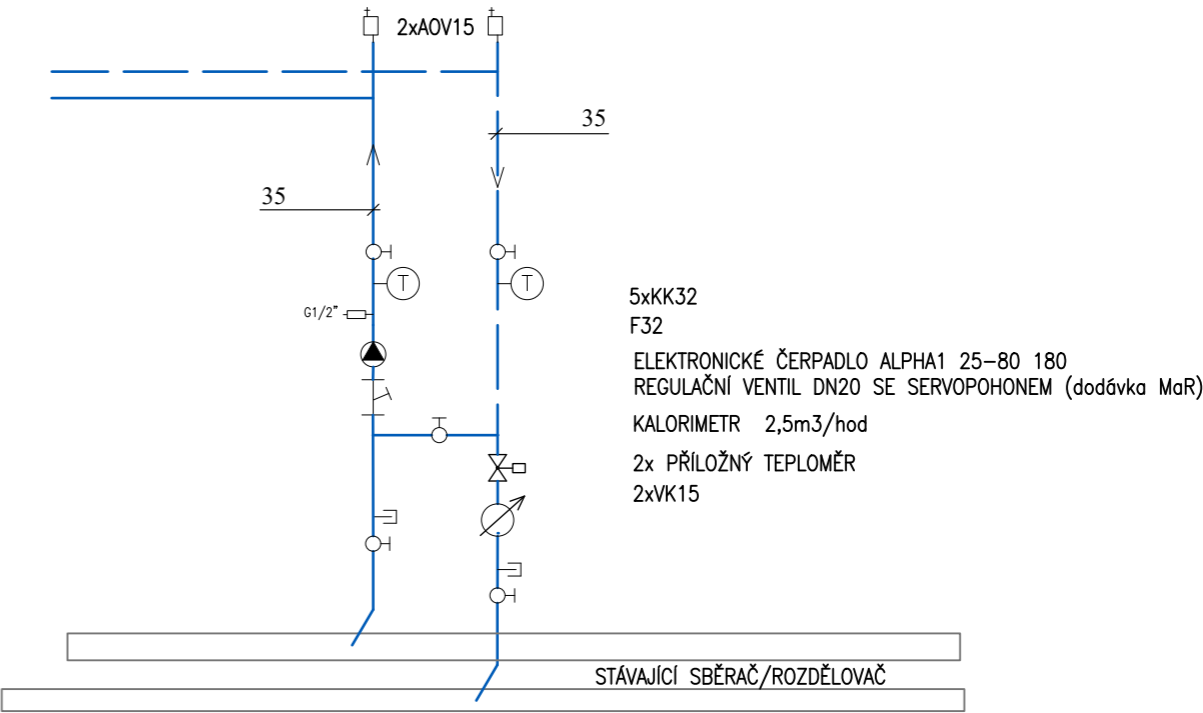 2xAOV15
35
35
T
T
G1/2"
5xKK32
F32
ELEKTRONICKÉ ČERPADLO ALPHA1 25-80 180
REGULAČNÍ VENTIL DN20 SE SERVOPOHONEM (dodávka MaR)
KALORIMETR 2,5m3/hod
2x PŘÍLOŽNÝ TEPLOMĚR
2xVK15
STÁVAJÍCÍ SBĚRAČ/ROZDĚLOVAČ